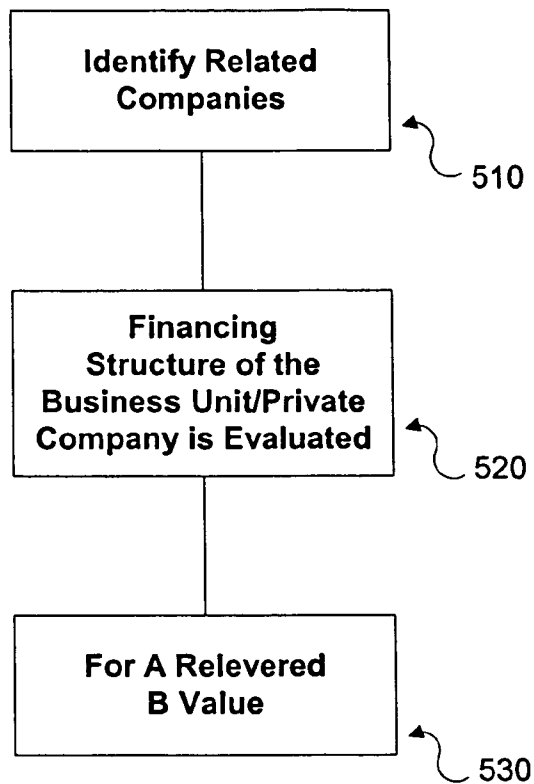 Identify Related
Companies
510
Financing
Structure of the
Business Unit/Private
Company is Evaluated
520
For A Relevered
B Value
530